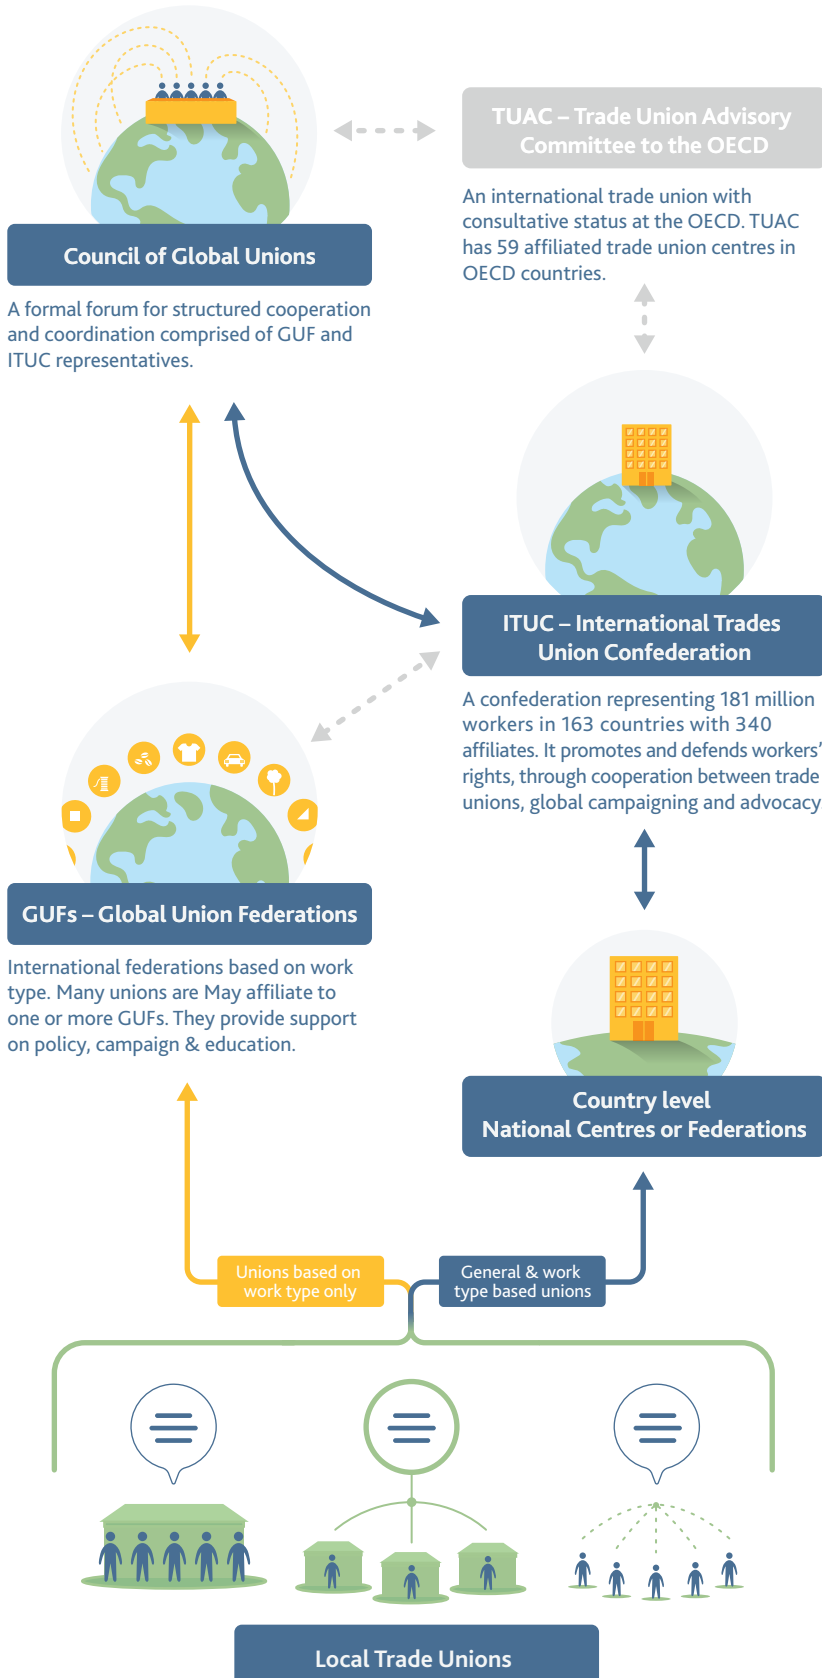 TUAC – Trade Union Advisory
Committee to the OECD
An international trade union with
consultative status at the OECD. TUAC
has 59 affiliated trade union centres in
OECD countries.
Council of Global Unions
A formal forum for structured cooperation
and coordination comprised of GUF and
ITUC representatives.
ITUC – International Trades
Union Confederation
A confederation representing 181 million
workers in 163 countries with 340
affiliates. It promotes and defends workers’
rights, through cooperation between trade
unions, global campaigning and advocacy
GUFs – Global Union Federations
International federations based on work
type. Many unions are May affiliate to
one or more GUFs. They provide support
on policy, campaign & education.
Country level
National Centres or Federations
Unions based on
work type only
General & work
type based unions
Local Trade Unions